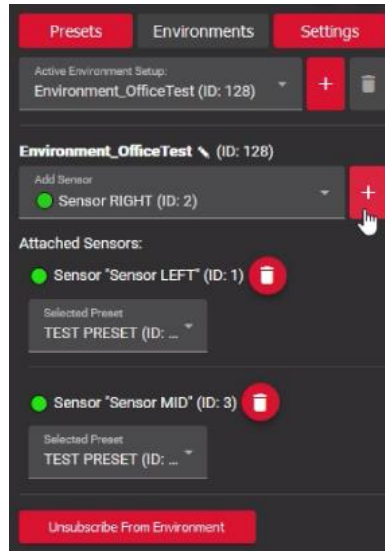 Presets Environments Settings
Active Environment Setup:
Environment_OfficeTest (ID: 128)
+
Environment_OfficeTest (ID: 128)
Add Sensor
Sensor RIGHT (ID: 2)
+
Attached Sensors:
Sensor "Sensor LEFT" (ID: 1)
Selected Preset
TEST PRESET (ID: ...
Sensor "Sensor MID" (ID: 3)
Selected Preset
TEST PRESET (ID: ...
Unsubscribe From Environment